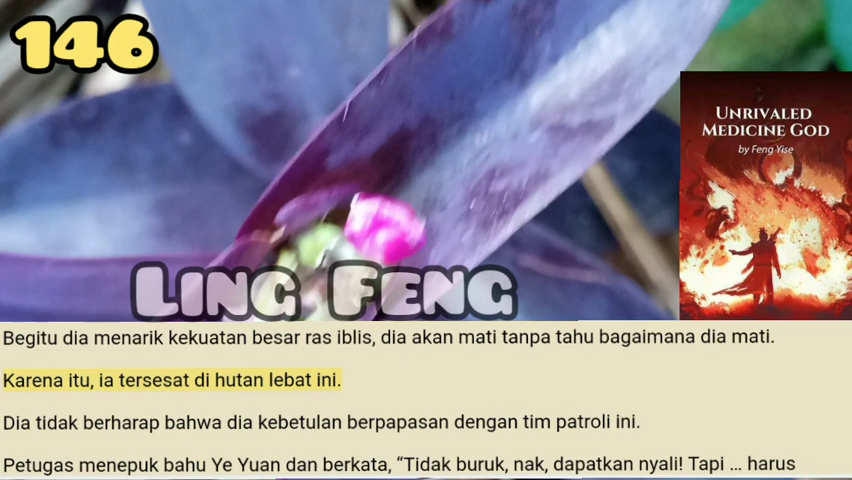 146
UNRIVALED
MEDICINE GOD
by Feng Yise
LING FENG
Begitu dia menarik kekuatan besar ras iblis, dia akan mati tanpa tahu bagaimana dia mati.
Karena itu, ia tersesat di hutan lebat ini.
Dia tidak berharap bahwa dia kebetulan berpapasan dengan tim patroli ini.
Petugas menepuk bahu Ye Yuan dan berkata, “Tidak buruk, nak, dapatkan nyali! Tapi … harus